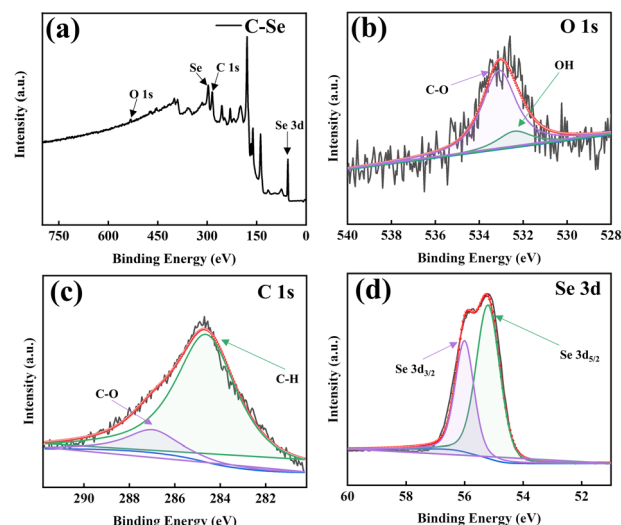 (a)
C-Se
O 1s
Se
C 1s
Se 3d
Intensity (a.u.)
750 600 450 300 150 0
Binding Energy (eV)
(b)
O 1s
C-O
OH
Intensity (a.u.)
540 536 534 532 530 528
Binding Energy (eV)
(c)
C 1s
C-O
C-H
Intensity (a.u.)
290 288 286 284 282
Binding Energy (eV)
(d)
Se 3d
Se 3d3/2
Se 3d5/2
Intensity (a.u.)
60 56 54 52
Binding Energy (eV)